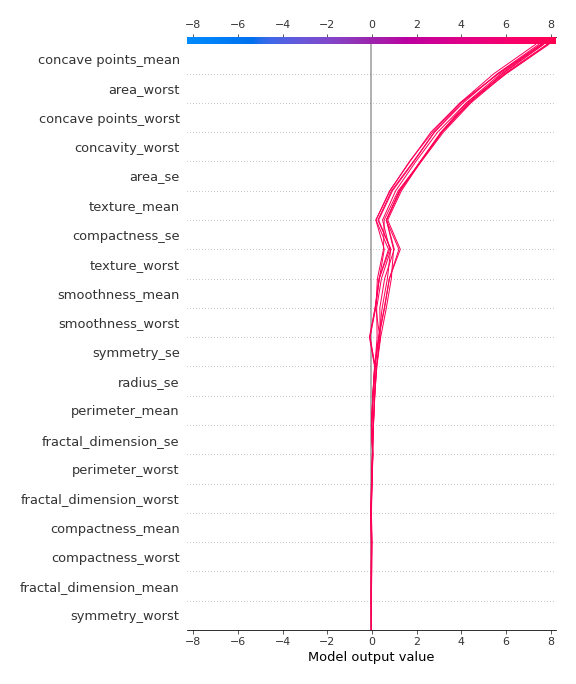 −8 −6 −4 −2 0 2 4 6 8
concave points_mean
area_worst
concave points_worst
concavity_worst
area_se
texture_mean
compactness_se
texture_worst
smoothness_mean
smoothness_worst
symmetry_se
radius_se
perimeter_mean
fractal_dimension_se
perimeter_worst
fractal_dimension_worst
compactness_mean
compactness_worst
fractal_dimension_mean
symmetry_worst
−8 −6 −4 −2 0 2 4 6 8
Model output value